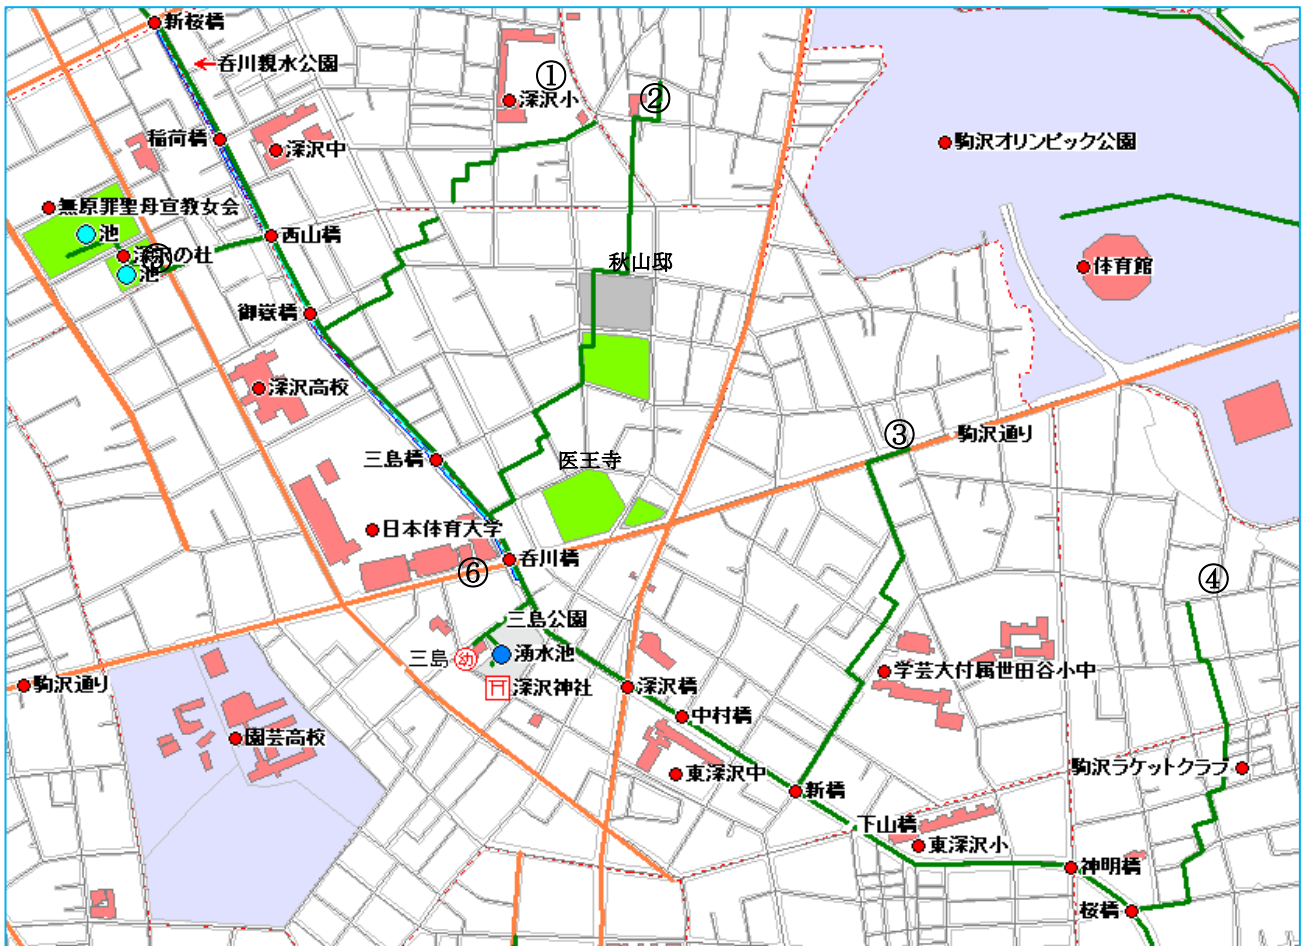 新桜橋
呑川親水公園
①
深沢小
②
稲荷橋
深沢中
駒沢オリンピック公園
無原罪聖母宣教女会
池
西山橋
深沢の杜
⑤
池
秋山邸
体育館
御嶽橋
深沢高校
③
駒沢通り
三島橋
医王寺
日本体育大学
呑川橋
⑥
④
三島公園
三島
幼
湧水池
学芸大付属世田谷小中
駒沢通り
深沢神社
深沢橋
中村橋
園芸高校
東深沢中
駒沢ラケットクラブ
新橋
下山橋
東深沢小
神明橋
桜橋